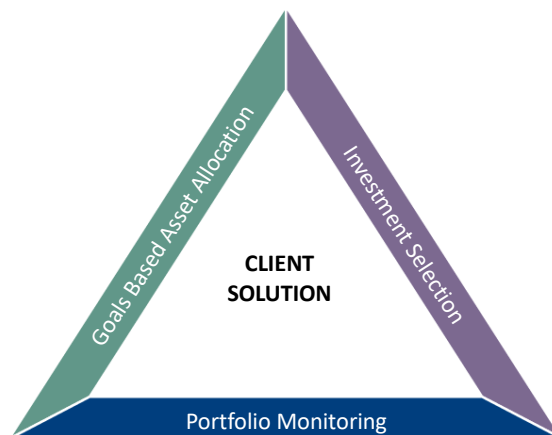 Goals Based Asset Allocation
Investment Selection
CLIENT
SOLUTION
Portfolio Monitoring